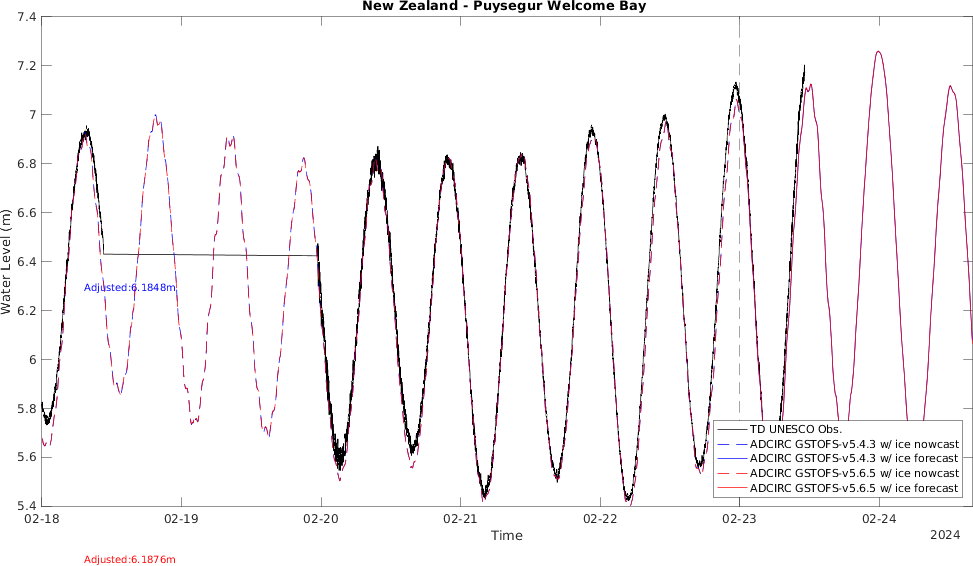 New Zealand - Puysegur Welcome Bay
7.4
7.2
7
6.8
6.6
6.4
6.2
6
5.8
5.6
5.4
Water Level (m)
Adjusted:6.1848m
TD UNESCO Obs.
ADCIRC GSTOFS-v5.4.3 w/ ice nowcast
ADCIRC GSTOFS-v5.4.3 w/ ice forecast
ADCIRC GSTOFS-v5.6.5 w/ ice nowcast
ADCIRC GSTOFS-v5.6.5 w/ ice forecast
02-18 02-19 02-20 02-21 02-22 02-23 02-24
Time
2024
Adjusted:6.1876m